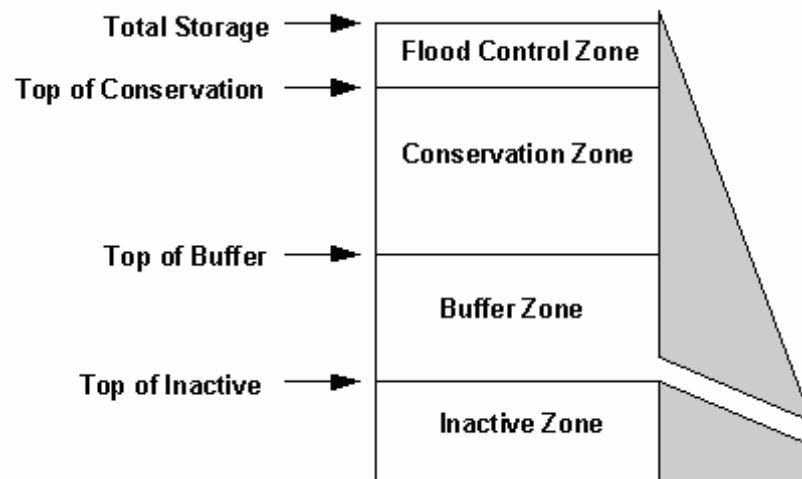 Total Storage
Flood Control Zone
Top of Conservation
Conservation Zone
Top of Buffer
Buffer Zone
Top of Inactive
Inactive Zone